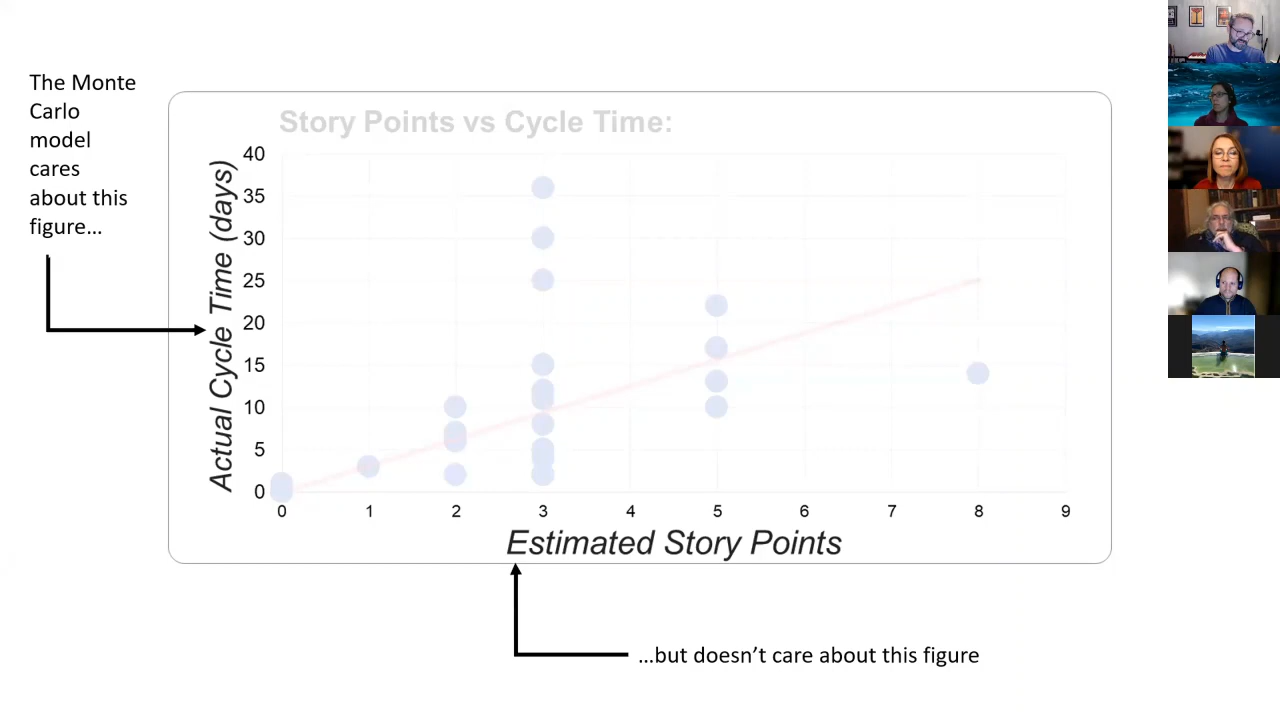 The Monte
Carlo
model
cares
about this
figure…
Story Points vs Cycle Time:
Actual Cycle Time (days)
40
35
30
25
20
15
10
5
0
0 1 2 3 4 5 6 7 8 9
Estimated Story Points
…but doesn’t care about this figure